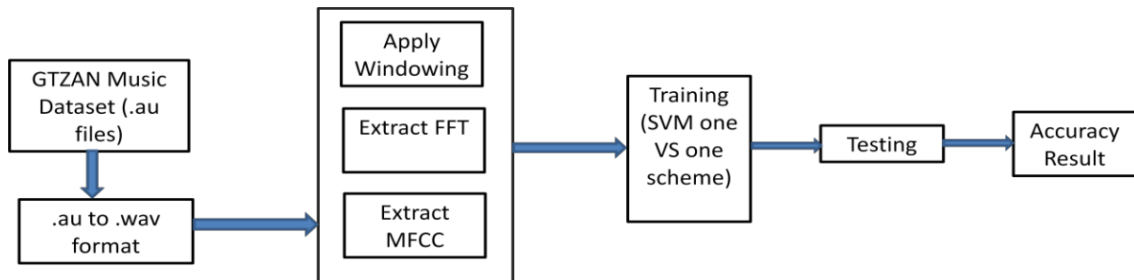 GTZAN Music
Dataset (.au
files)
.au to .wav
format
Apply
Windowing
Extract FFT
Extract
MFCC
Training
(SVM one
VS one
scheme)
Testing
Accuracy
Result